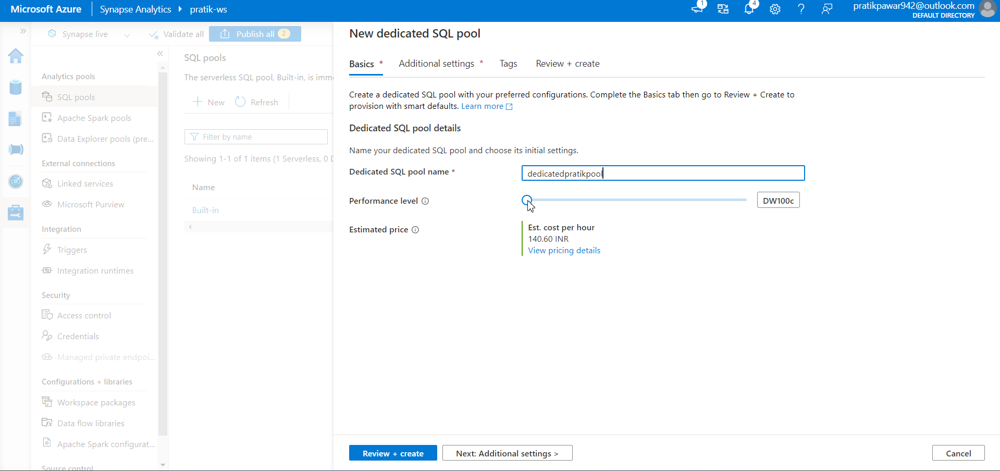 Microsoft Azure
Synapse Analytics
pratik-ws
1
4
pratikpawar942@outlook.com
DEFAULT DIRECTORY
Synapse live
Validate all
Publish all
2
Analytics pools
SQL pools
Apache Spark pools
Data Explorer pools (pre...
External connections
Linked services
Microsoft Purview
Integration
Triggers
Integration runtimes
Security
Access control
Credentials
Managed private endpoi...
Configurations + libraries
Workspace packages
Data flow libraries
Apache Spark configurat...
Source control
SQL pools
The serverless SQL pool, Built-in, is imme
New
Refresh
Filter by name
Showing 1-1 of 1 items (1 Serverless, 0 D
Name
Built-in
New dedicated SQL pool
Basics *
Additional settings *
Tags
Review + create
Create a dedicated SQL pool with your preferred configurations. Complete the Basics tab then go to Review + Create to
provision with smart defaults. Learn more
Dedicated SQL pool details
Name your dedicated SQL pool and choose its initial settings.
Dedicated SQL pool name *
dedicatedpratikpool
Performance level
DW100c
Estimated price
Est. cost per hour
140.60 INR
View pricing details
Review + create
Next: Additional settings >
Cancel